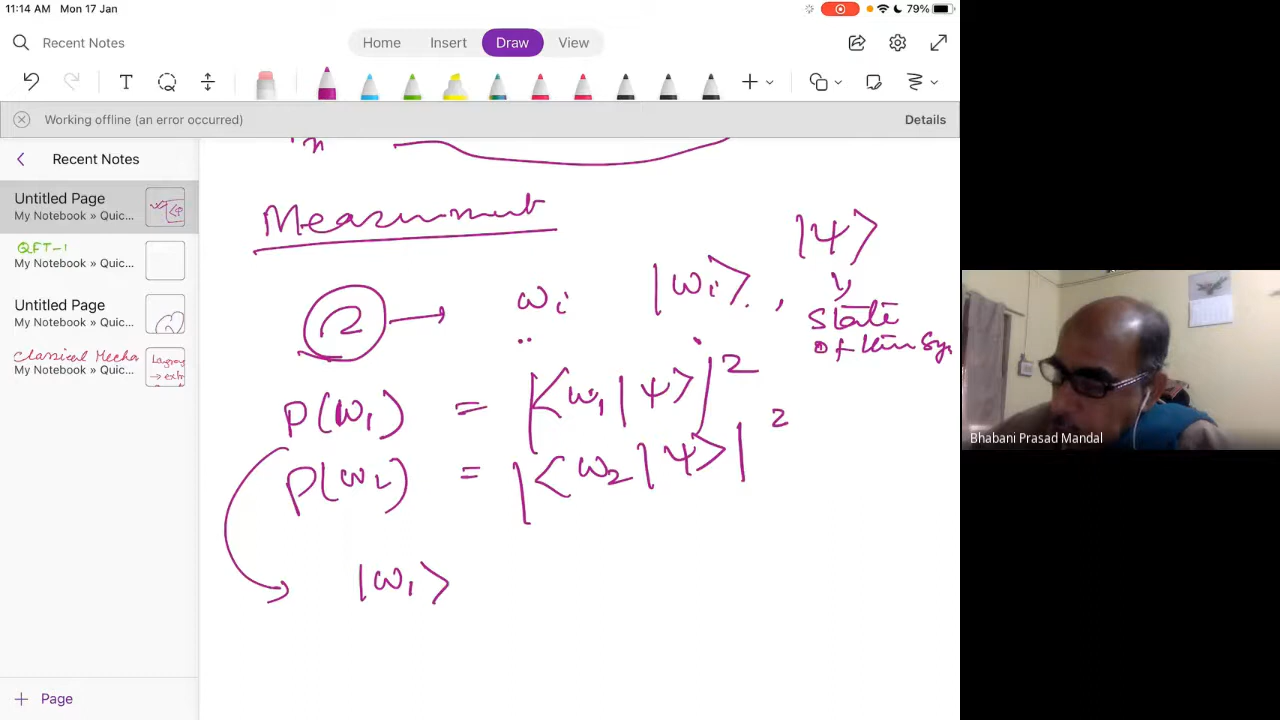 11:14 AM Mon 17 Jan
79%
Recent Notes
Home Insert Draw View
Working offline (an error occurred)
Details
Recent Notes
Untitled Page
My Notebook » Quic...
QFT-1
My Notebook » Quic...
Untitled Page
My Notebook » Quic...
Classical Mecha
My Notebook » Quic...
Page
Measurement
|ψ⟩
Ω → ωi |ωi⟩. ,
State
of the Sys
P(ω1) = |⟨ω1|ψ⟩|²
P(ω2) = |⟨ω2|ψ⟩|²
|ω1⟩
Bhabani Prasad Mandal